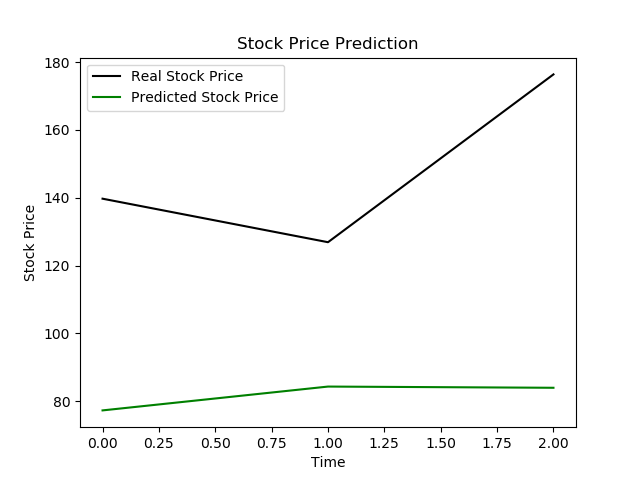 Stock Price Prediction
Real Stock Price
Predicted Stock Price
180
160
140
120
100
80
Stock Price
0.00 0.25 0.50 0.75 1.00 1.25 1.50 1.75 2.00
Time